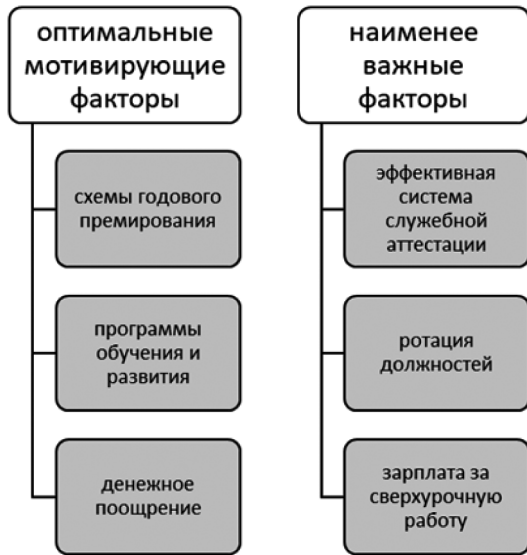 оптимальные
мотивирующие
факторы
схемы годового
премирования
программы
обучения и
развития
денежное
поощрение
наименее
важные
факторы
эффективная
система
служебной
аттестации
ротация
должностей
зарплата за
сверхурочную
работу